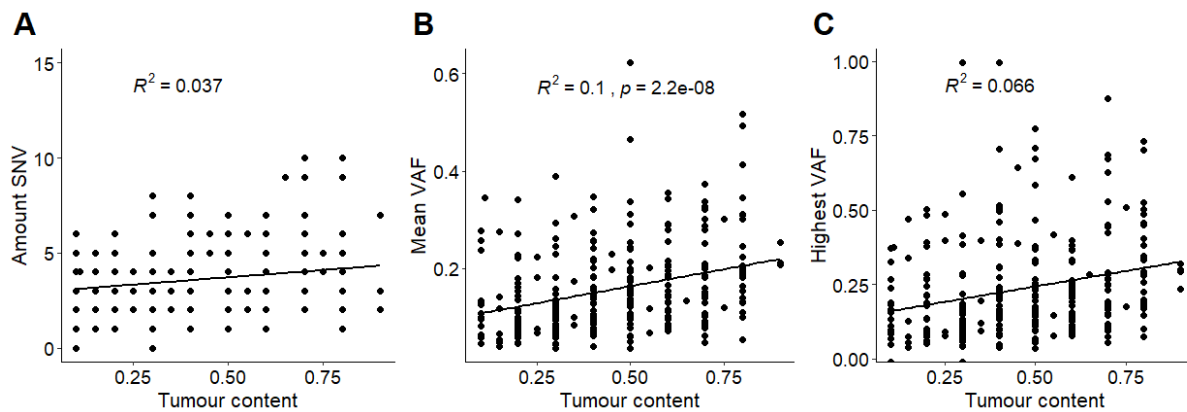 A
Amount SNV
15
10
5
0
R² = 0.037
0.25 0.50 0.75
Tumour content
B
Mean VAF
0.6
0.4
0.2
R² = 0.1 , p = 2.2e-08
0.25 0.50 0.75
Tumour content
C
Highest VAF
1.00
0.75
0.50
0.25
0.00
R² = 0.066
0.25 0.50 0.75
Tumour content